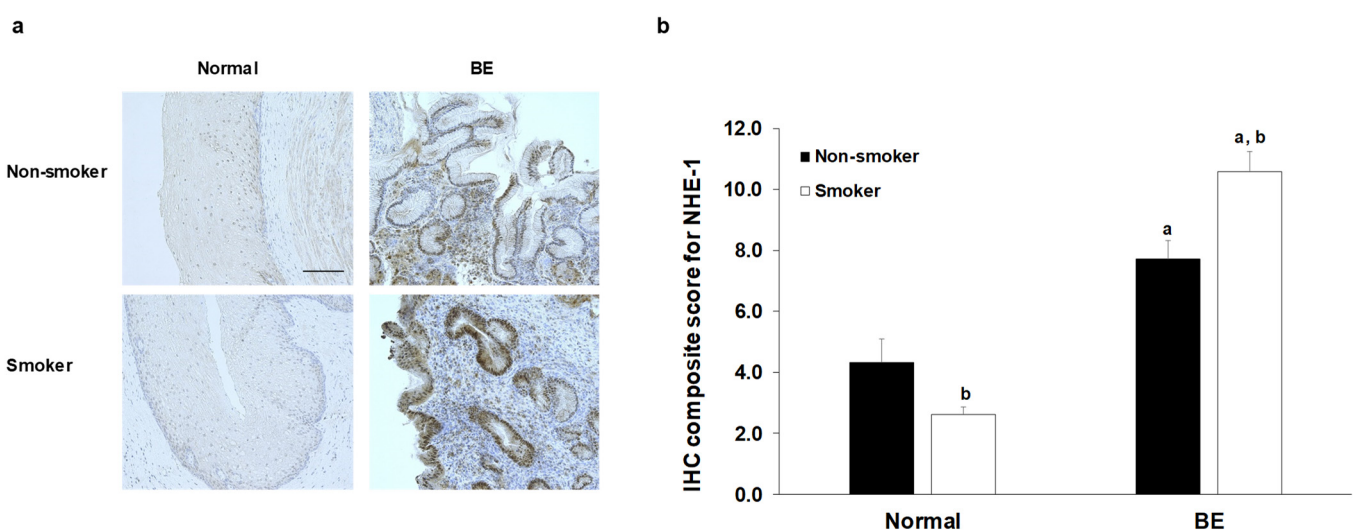 a
Normal
BE
Non-smoker
Smoker
b
IHC composite score for NHE-1
12.0
10.0
8.0
6.0
4.0
2.0
0.0
Non-smoker
Smoker
b
a
a, b
Normal
BE